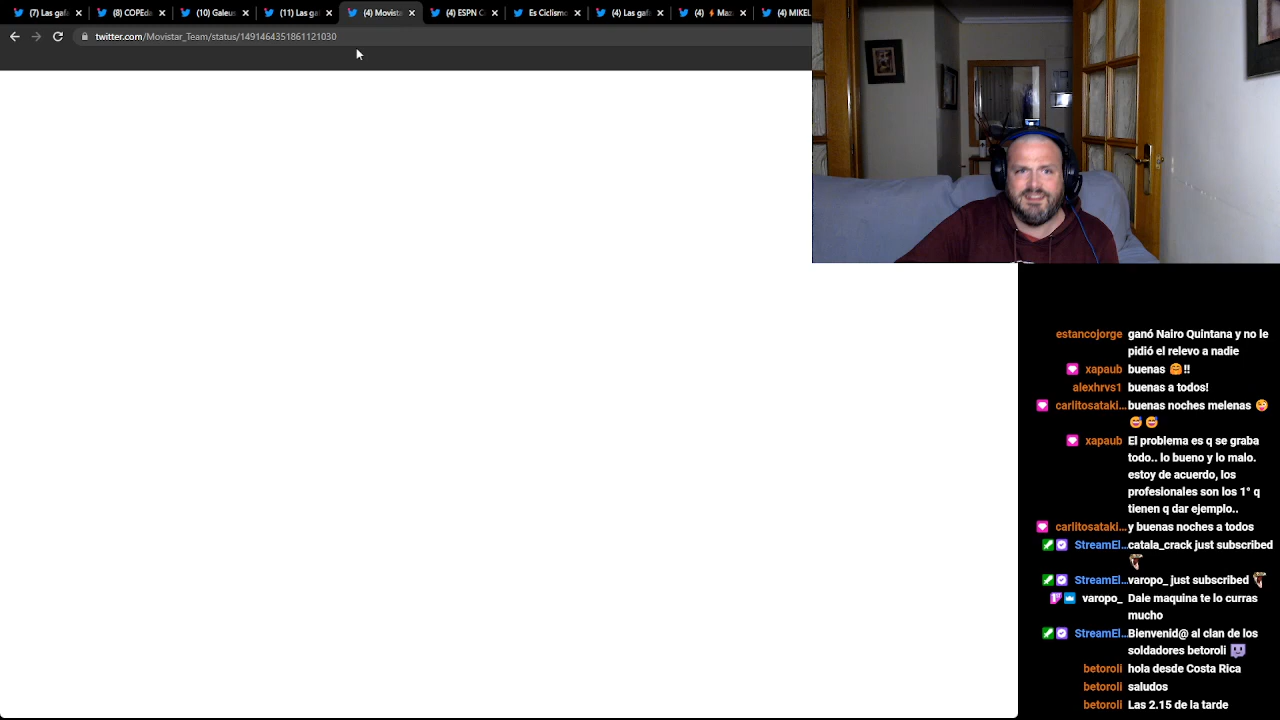 (7) Las gafa
(8) COPEda
(10) Galeus
(11) Las ga
(4) Movista
(4) ESPN C
Es Ciclismo
(4) Las gafa
(4) ⚡ Maz
(4) MIKEL
twitter.com/Movistar_Team/status/1491464351861121030
estancojorge ganó Nairo Quintana y no le
pidió el relevo a nadie
xapaub buenas 🤗!!
alexhrvs1 buenas a todos!
carlitosataki... buenas noches melenas 😜
😅😅
xapaub El problema es q se graba
todo.. lo bueno y lo malo.
estoy de acuerdo, los
profesionales son los 1° q
tienen q dar ejemplo..
carlitosataki... y buenas noches a todos
StreamEl... catala_crack just subscribed
StreamEl... varopo_ just subscribed
varopo_ Dale maquina te lo curras
mucho
StreamEl... Bienvenid@ al clan de los
soldadores betoroli
betoroli hola desde Costa Rica
betoroli saludos
betoroli Las 2.15 de la tarde